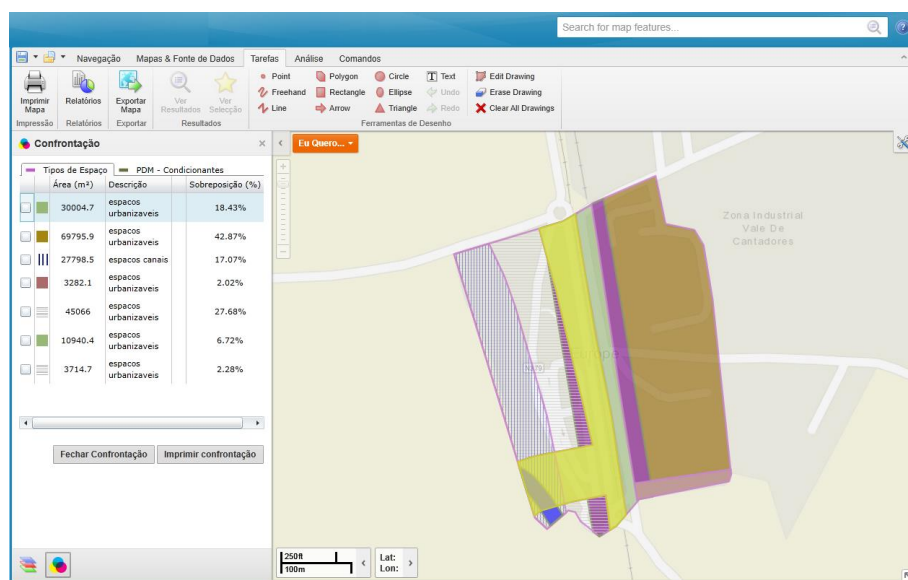 Search for map features...
Navegação Mapas & Fonte de Dados Tarefas Análise Comandos
Imprimir Mapa
Relatórios
Exportar Mapa
Ver Resultados
Ver Selecção
Point Polygon Circle Text Edit Drawing
Freehand Rectangle Ellipse Undo Erase Drawing
Line Arrow Triangle Redo Clear All Drawings
Impressão Relatórios Exportar Resultados Ferramentas de Desenho
Confrontação
Eu Quero...
Tipos de Espaço PDM - Condicionantes
Área (m²) Descrição Sobreposição (%)
30004.7 espacos urbanizaveis 18.43%
69795.9 espacos urbanizaveis 42.87%
27798.5 espacos canais 17.07%
3282.1 espacos urbanizaveis 2.02%
45066 espacos urbanizaveis 27.68%
10940.4 espacos urbanizaveis 6.72%
3714.7 espacos urbanizaveis 2.28%
Fechar Confrontação Imprimir confrontação
Zona Industrial
Vale De
Cantadores
Europa
250ft
100m
Lat:
Lon: